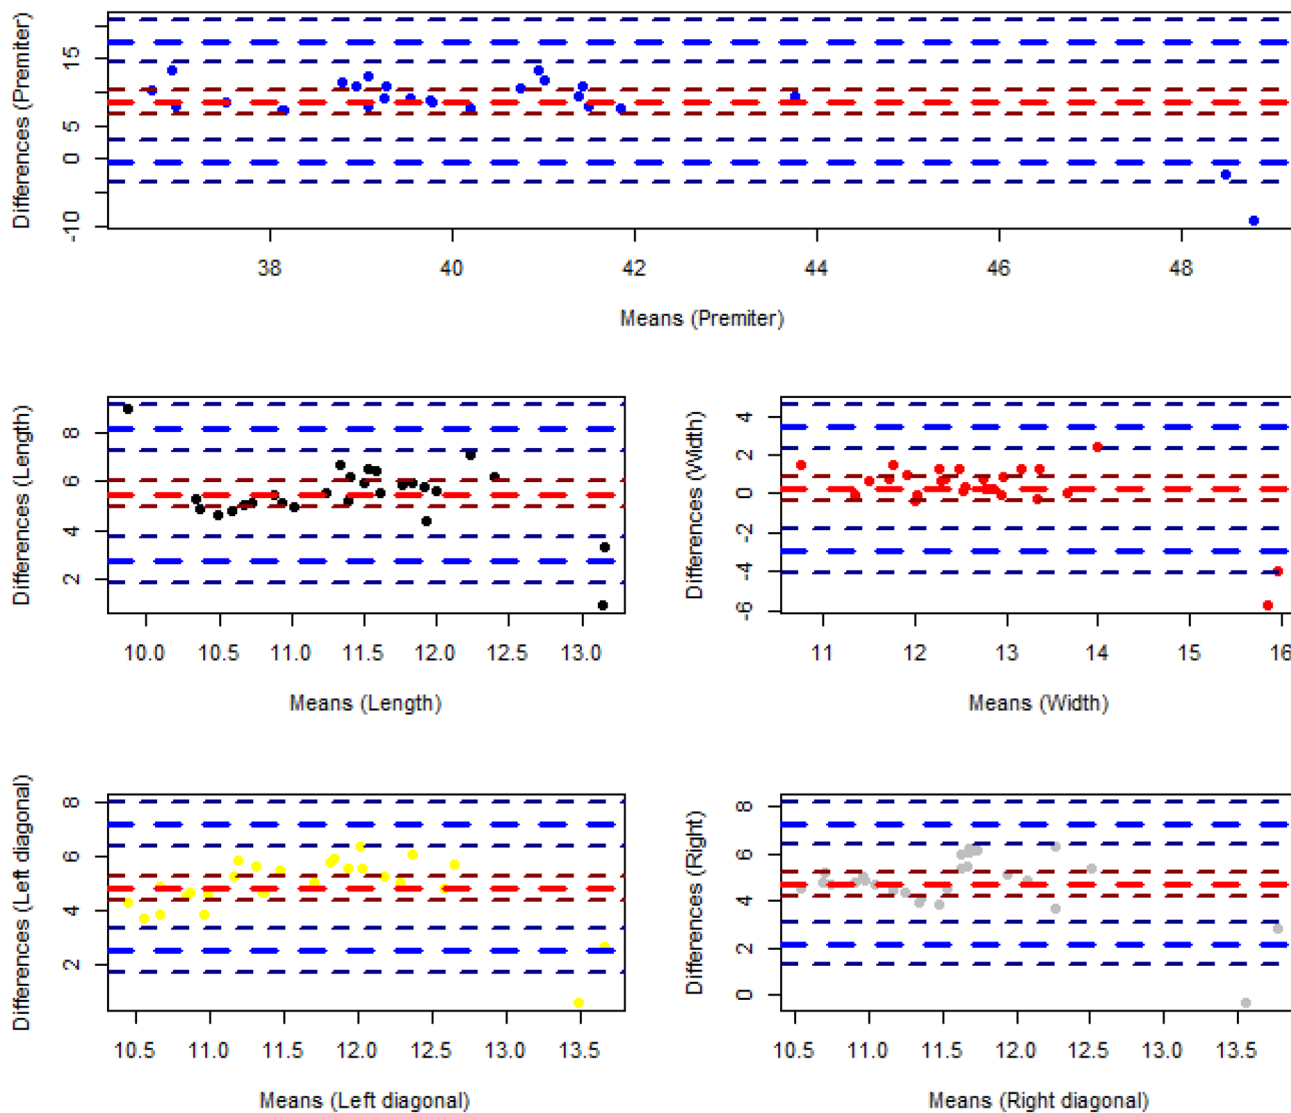 Differences (Premiter)
15
5
0
-10
38 40 42 44 46 48
Means (Premiter)
Differences (Length)
8
6
4
2
10.0 10.5 11.0 11.5 12.0 12.5 13.0
Means (Length)
Differences (Width)
4
2
0
-2
-4
-6
11 12 13 14 15 16
Means (Width)
Differences (Left diagonal)
8
6
4
2
10.5 11.0 11.5 12.0 12.5 13.0 13.5
Means (Left diagonal)
Differences (Right)
8
6
4
2
0
10.5 11.0 11.5 12.0 12.5 13.0 13.5
Means (Right diagonal)